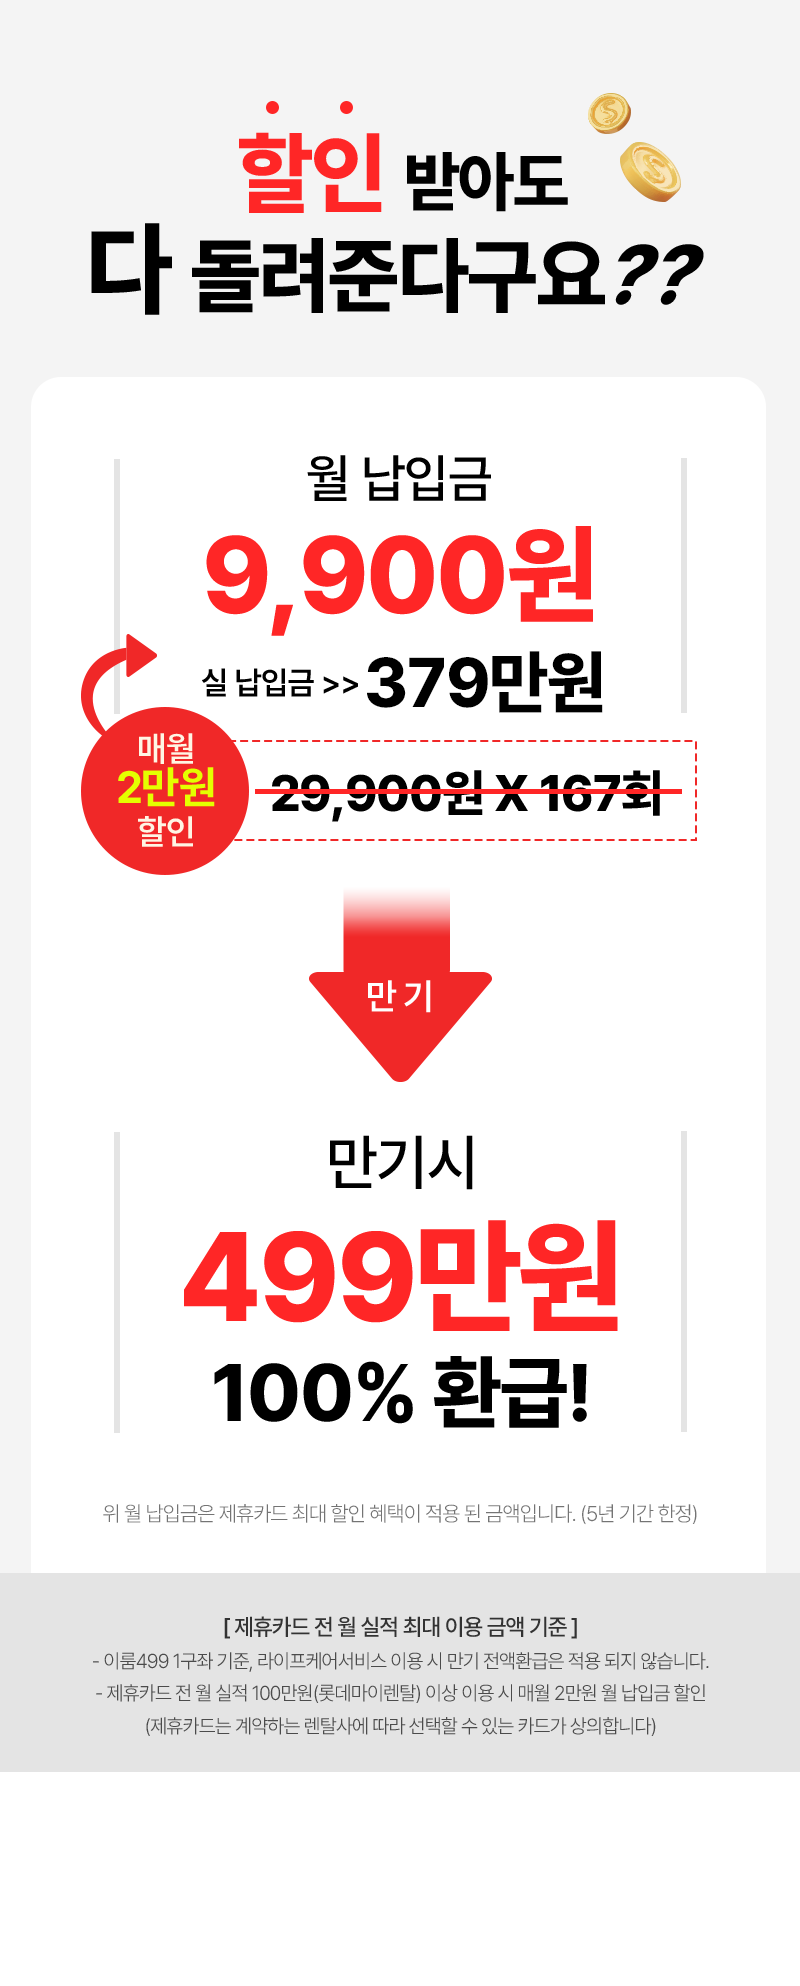 할인 받아도
다 돌려준다구요??
월 납입금
9,900원
실 납입금 >> 379만원
매월
2만원
할인
29,900원 X 167회
만기
만기시
499만원
100% 환급!
위 월 납입금은 제휴카드 최대 할인 혜택이 적용 된 금액입니다. (5년 기간 한정)
[ 제휴카드 전 월 실적 최대 이용 금액 기준 ]
- 이룸499 1구좌 기준, 라이프케어서비스 이용 시 만기 전액환급은 적용 되지 않습니다.
- 제휴카드 전 월 실적 100만원(롯데마이렌탈) 이상 이용 시 매월 2만원 월 납입금 할인
(제휴카드는 계약하는 렌탈사에 따라 선택할 수 있는 카드가 상의합니다)